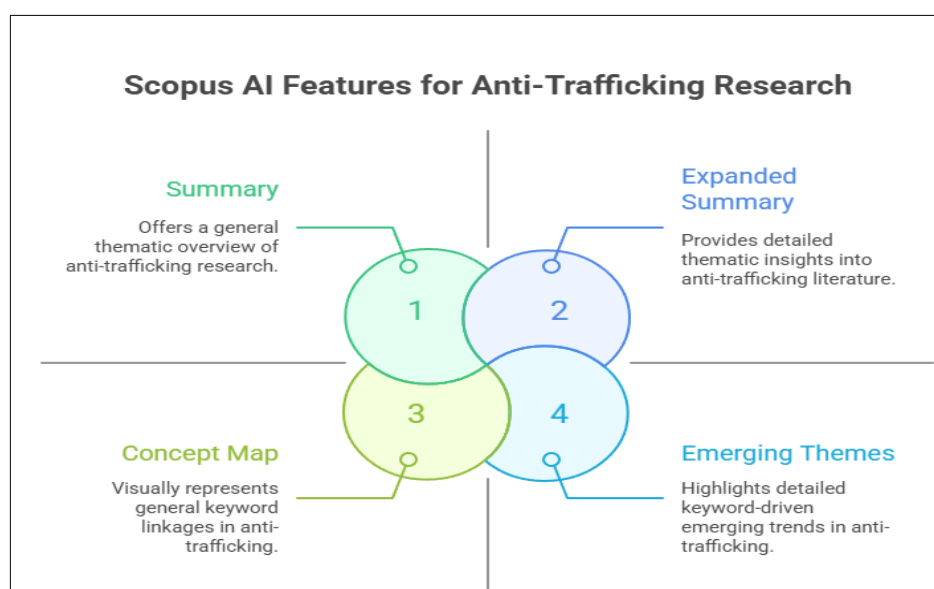 Scopus AI Features for Anti-Trafficking Research
Summary
Offers a general
thematic overview of
anti-trafficking research.
Expanded
Summary
Provides detailed
thematic insights into
anti-trafficking literature.
1
2
3
4
Concept Map
Visually represents
general keyword
linkages in anti-
trafficking.
Emerging Themes
Highlights detailed
keyword-driven
emerging trends in anti-
trafficking.